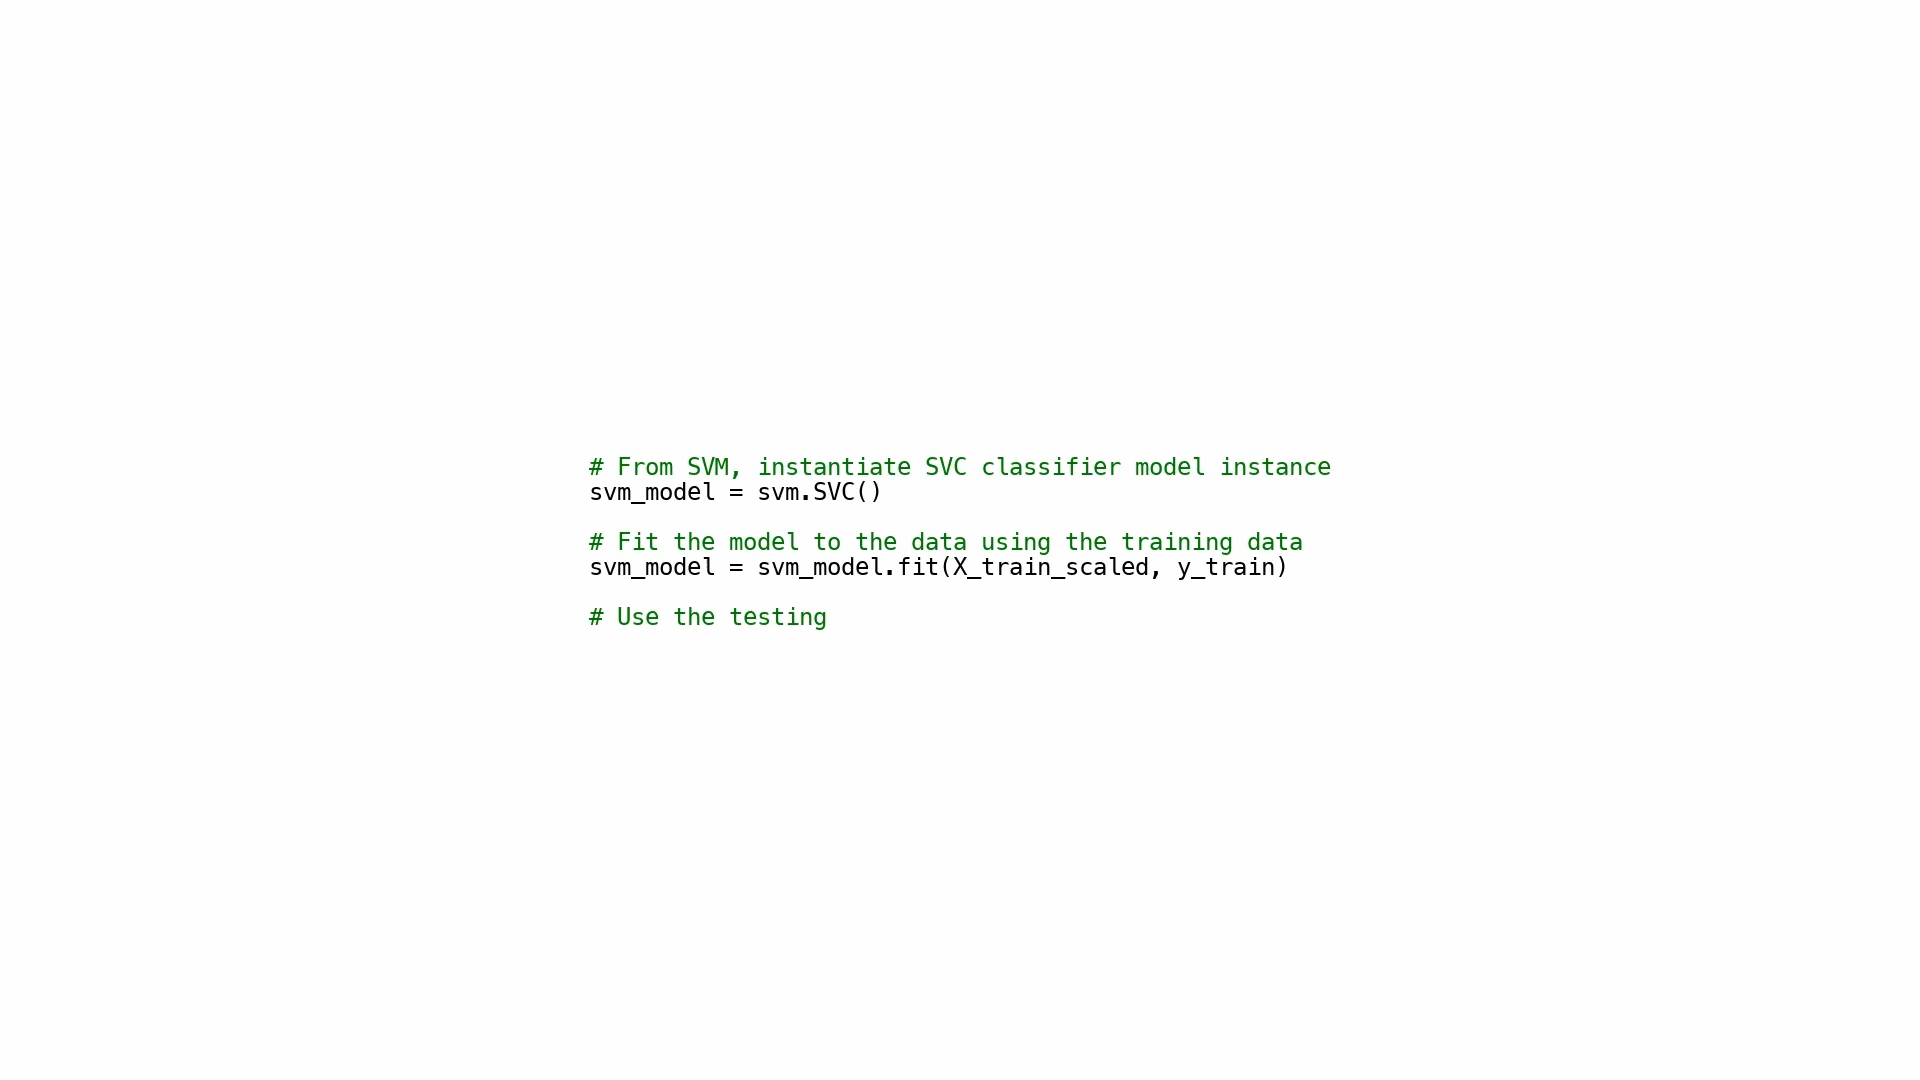 # From SVM, instantiate SVC classifier model instance
svm_model = svm.SVC()
# Fit the model to the data using the training data
svm_model = svm_model.fit(X_train_scaled, y_train)
# Use the testing